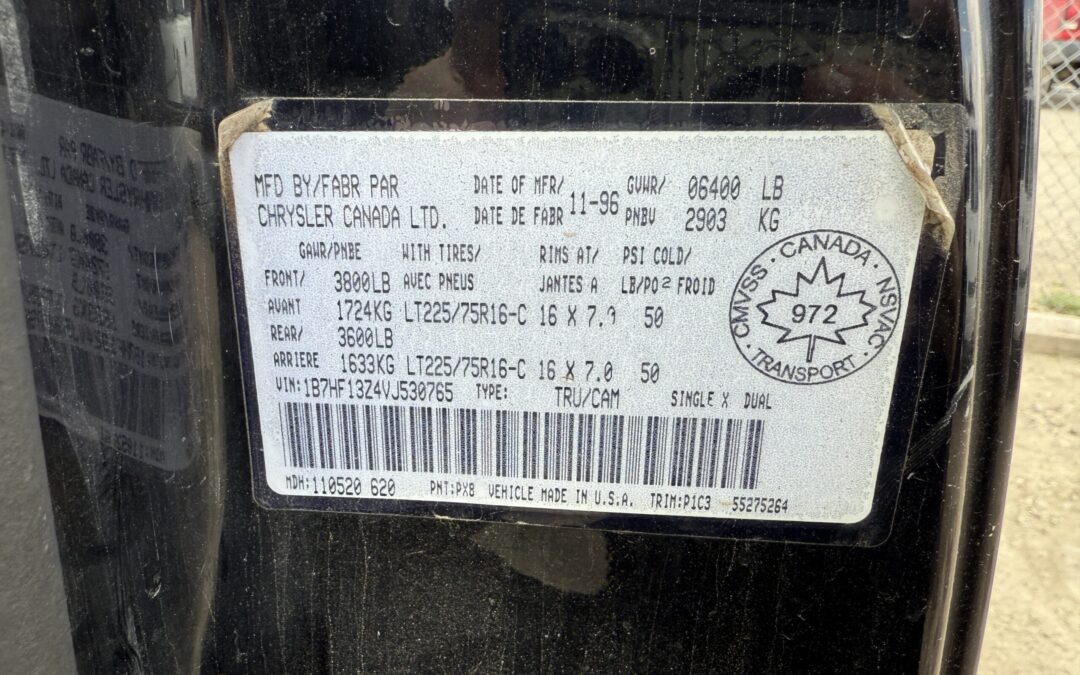 MFD BY/FABR PAR DATE OF MFR/ 11-96 GVWR/ 06400 LB
CHRYSLER CANADA LTD. DATE DE FABR PNBV 2903 KG
GAWR/PNBE WITH TIRES/ RIMS AT/ PSI COLD/
FRONT/ 3800LB AVEC PNEUS JANTES A LB/PO² FROID
AVANT 1724KG LT225/75R16-C 16 X 7.0 50
REAR/ 3600LB
ARRIERE 1633KG LT225/75R16-C 16 X 7.0 50
VIN:1B7HF13Z4VJ530765 TYPE: TRU/CAM SINGLE X DUAL
MDH:110520 620 PNT:PX8 VEHICLE MADE IN U.S.A. TRIM:P1C3 55275264
CMVSS · CANADA · NSVAC · TRANSPORT ·
972